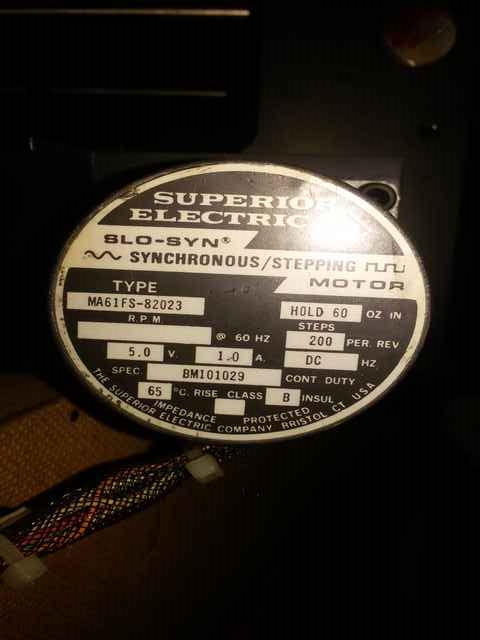 SUPERIOR
ELECTRIC
SLO-SYN®
SYNCHRONOUS/STEPPING
MOTOR
TYPE
MA61FS-82023
HOLD 60 OZ IN
R.P.M.
STEPS
@ 60 HZ
200 PER. REV.
5.0 V. 1.0 A.
DC HZ
SPEC. BMI01029 CONT. DUTY
65 °C. RISE CLASS B INSUL
IMPEDANCE PROTECTED
THE SUPERIOR ELECTRIC COMPANY BRISTOL CT USA